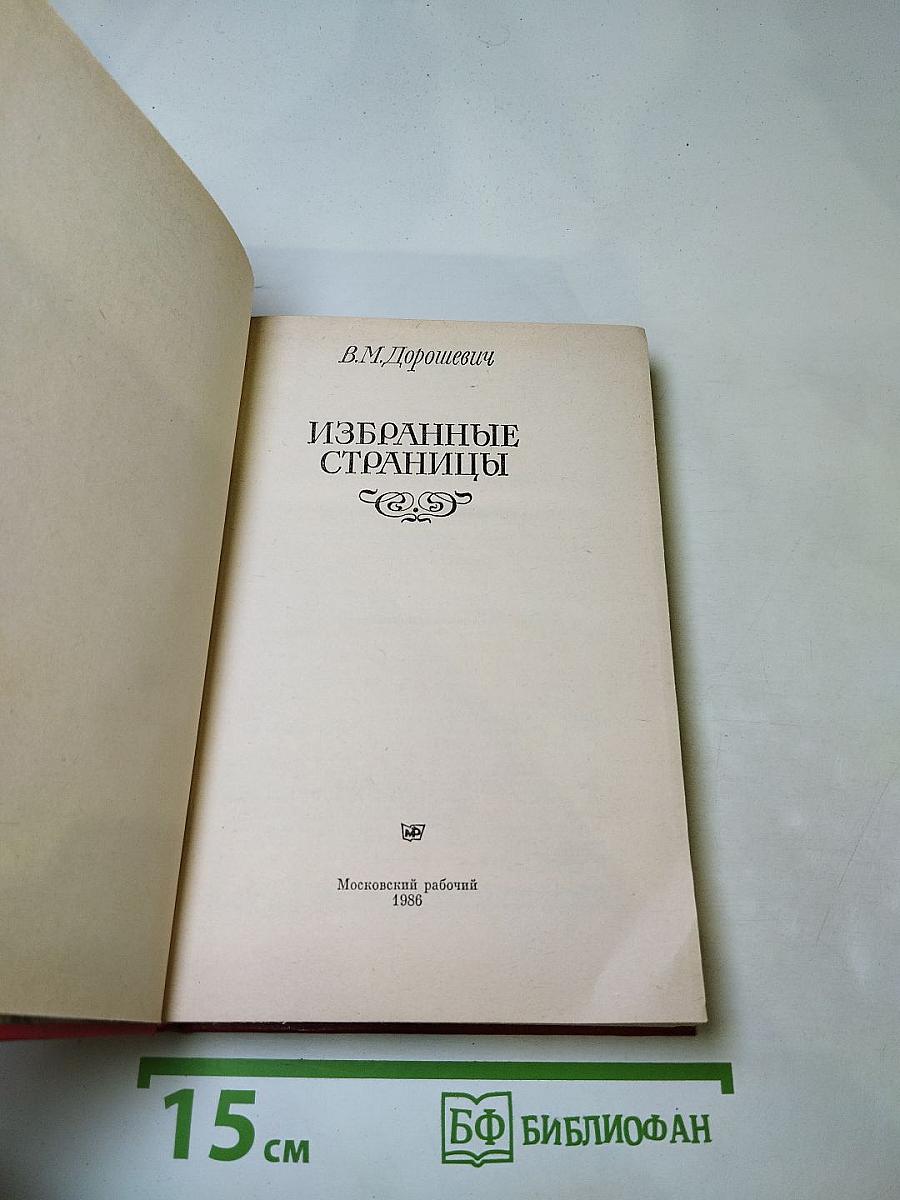 В.М.Дорошевич
ИЗБРАННЫЕ
СТРАНИЦЫ
МР
Московский рабочий
1986
15 см
БФ БИБЛИОФАН